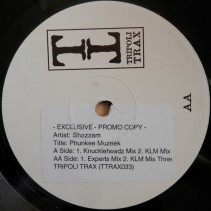 TRIPOLI
TRAX
- EXCLUSIVE - PROMO COPY -
Artist: Shazzam
Title: Phunkee Muzeek
A Side: 1. Knuckleheadz Mix 2. KLM Mix
AA Side: 1. Experts Mix 2. KLM Mix Three
TRIPOLI TRAX (TTRAX033)
AA